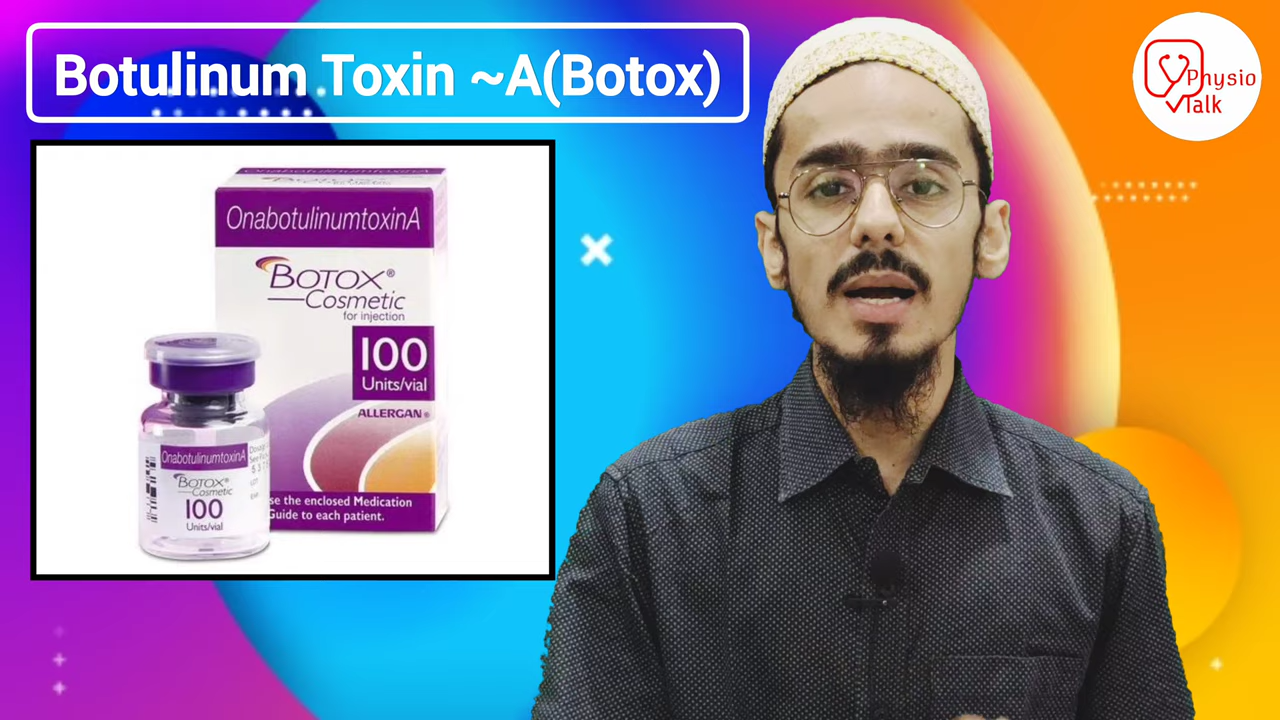 Botulinum Toxin ~A(Botox)
Physio
Talk
OnabotulinumtoxinA
OnabotulinumtoxinA
BOTOX®
Cosmetic
for injection
100
Units/vial
ALLERGAN®
se the enclosed Medication
Guide to each patient.
OnabotulinumtoxinA
BOTOX®
Cosmetic
100
Units/vial